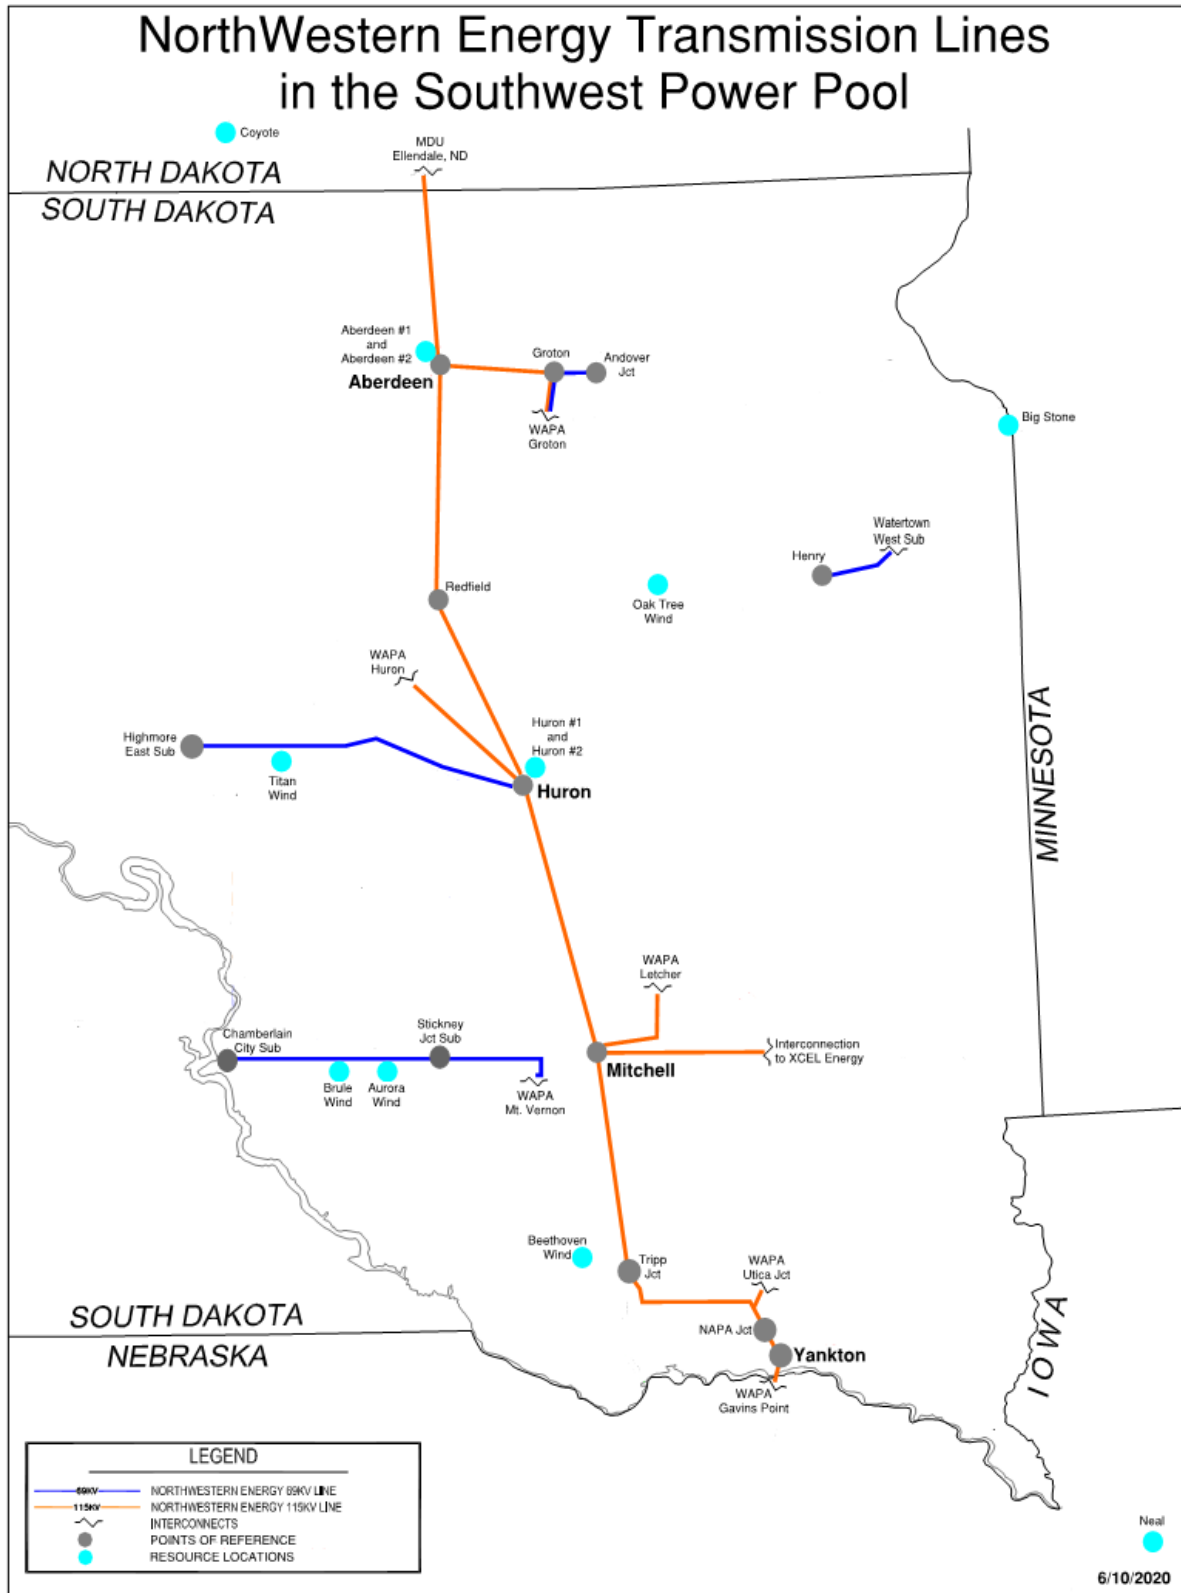 NorthWestern Energy Transmission Lines
in the Southwest Power Pool
Coyote
MDU
Ellendale, ND
NORTH DAKOTA
SOUTH DAKOTA
Aberdeen #1
and
Aberdeen #2
Aberdeen
Groton
Andover
Jct
WAPA
Groton
Big Stone
Watertown
West Sub
Henry
Oak Tree
Wind
Redfield
WAPA
Huron
Highmore
East Sub
Titan
Wind
Huron #1
and
Huron #2
Huron
MINNESOTA
WAPA
Letcher
Chamberlain
City Sub
Stickney
Jct Sub
Brule
Wind
Aurora
Wind
WAPA
Mt. Vernon
Mitchell
Interconnection
to XCEL Energy
Beethoven
Wind
Tripp
Jct
WAPA
Utica Jct
NAPA Jct
Yankton
WAPA
Gavins Point
SOUTH DAKOTA
NEBRASKA
IOWA
LEGEND
69KV NORTHWESTERN ENERGY 69KV LINE
115KV NORTHWESTERN ENERGY 115KV LINE
INTERCONNECTS
POINTS OF REFERENCE
RESOURCE LOCATIONS
Neal
6/10/2020